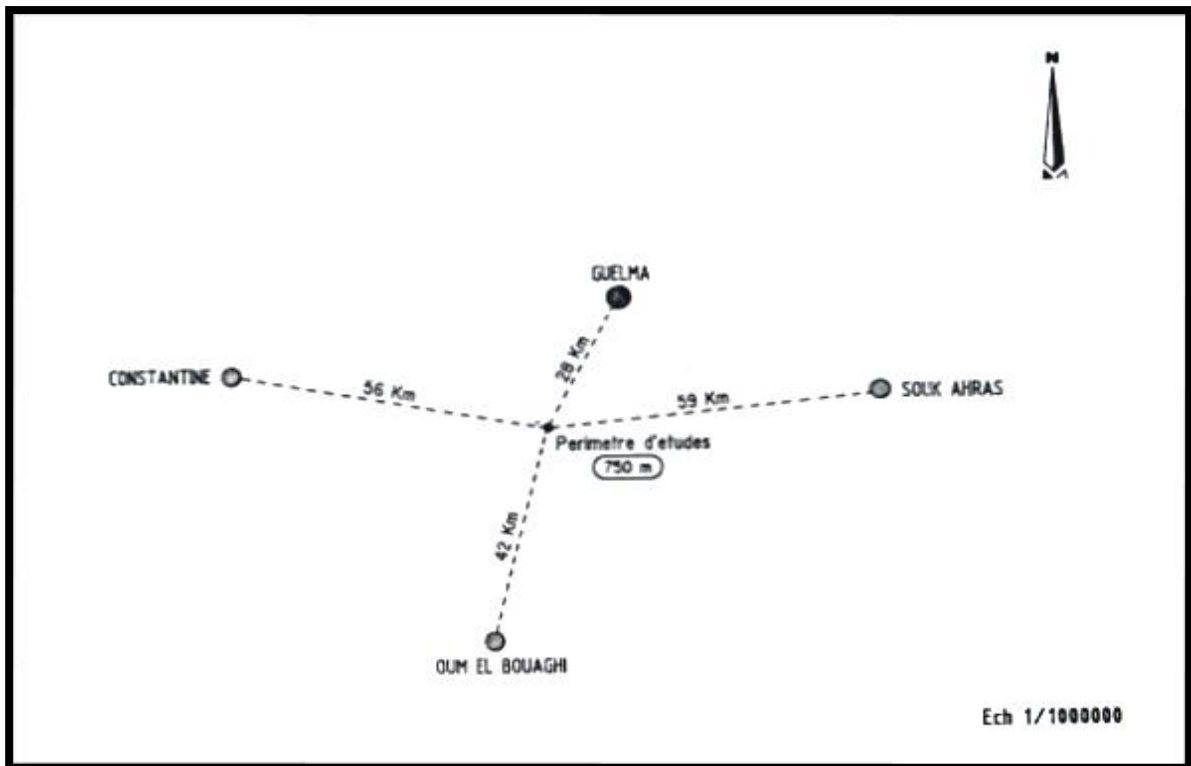 N
GUELMA
CONSTANTINE
28 Km
56 Km
59 Km
SOUK AHRAS
Perimetre d'etudes
750 m
42 Km
OUM EL BOUAGHI
Ech 1/1000000